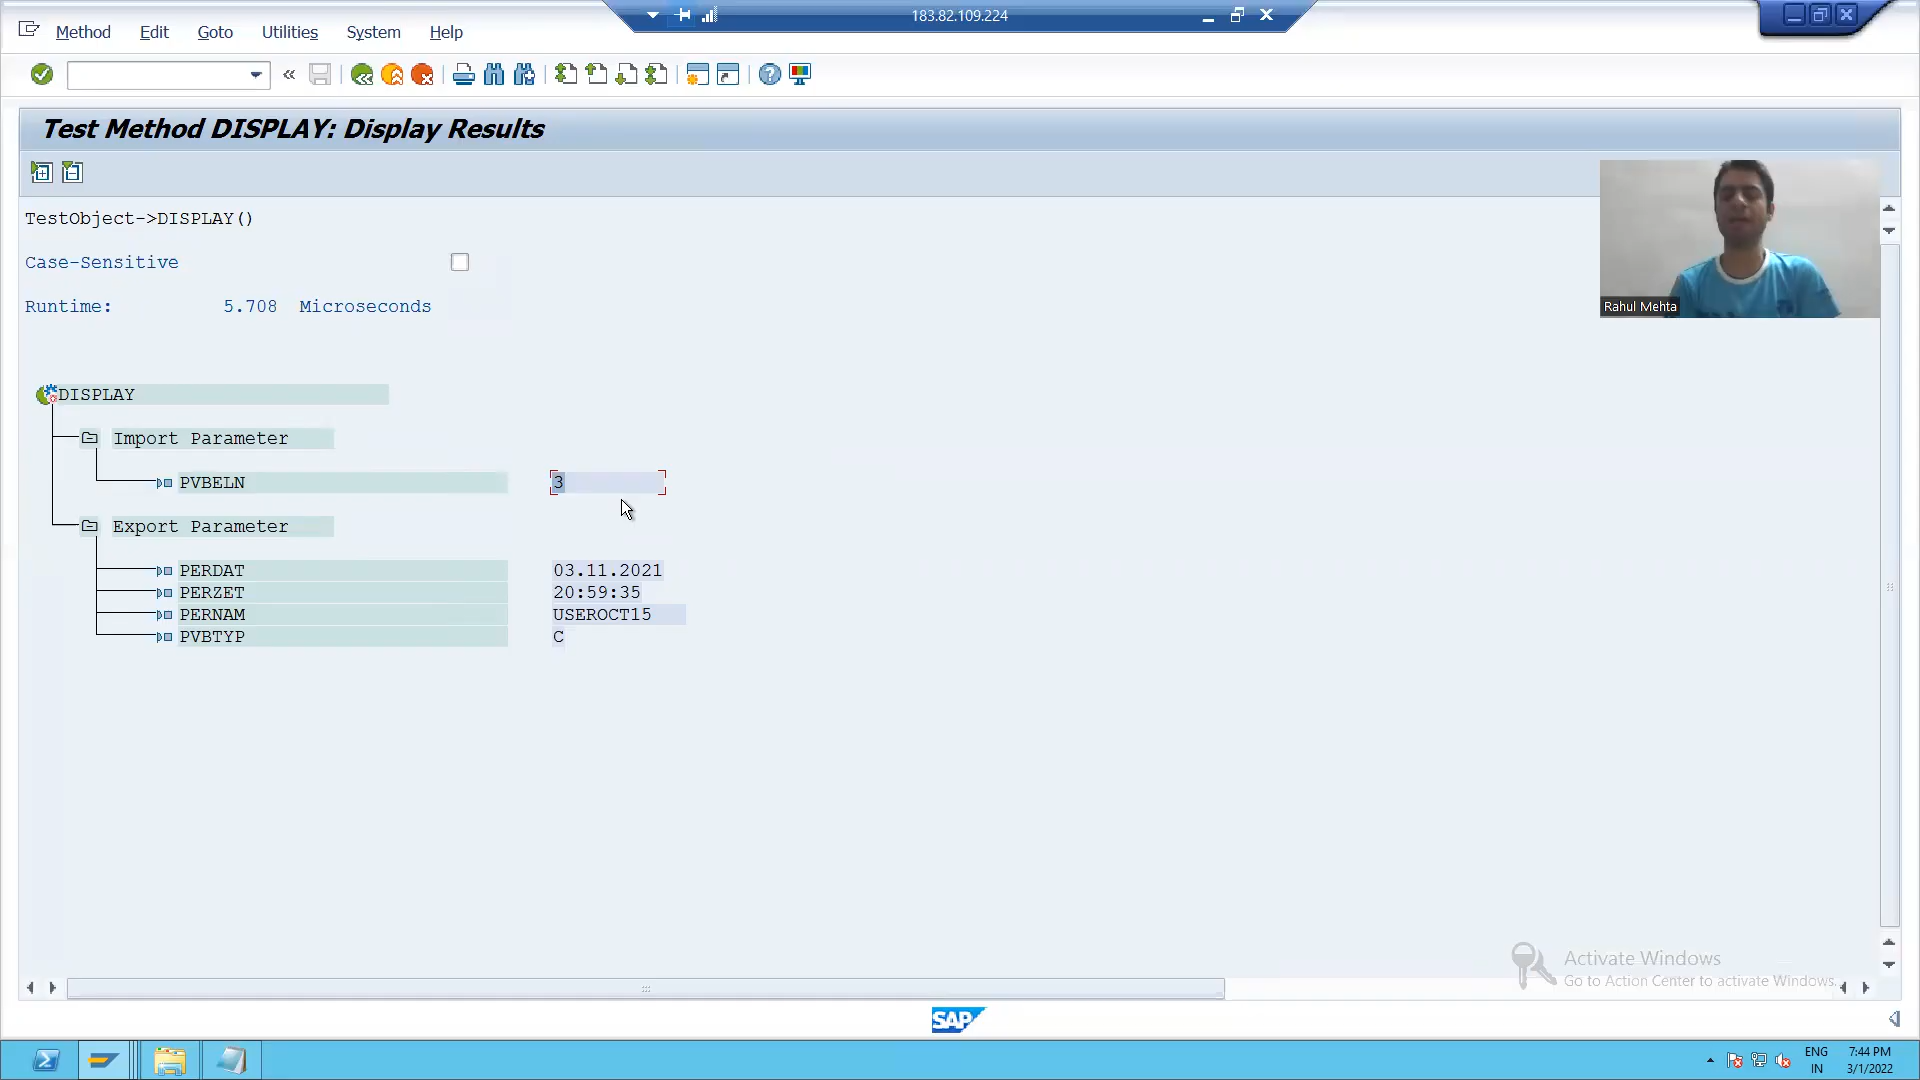 183.82.109.224
Method Edit Goto Utilities System Help
Test Method DISPLAY: Display Results
TestObject->DISPLAY()
Case-Sensitive
Runtime: 5.708 Microseconds
Rahul Mehta
DISPLAY
Import Parameter
PVBELN 3
Export Parameter
PERDAT 03.11.2021
PERZET 20:59:35
PERNAM USEROCT15
PVBTYP C
Activate Windows
Go to Action Center to activate Windows.
SAP
ENG 7:44 PM
IN 3/1/2022